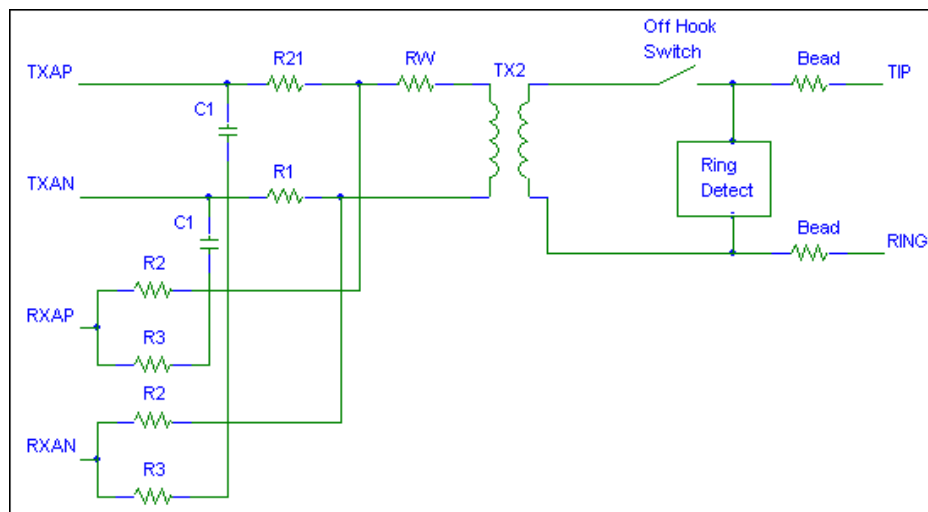 Off Hook
Switch
TXAP
R21
RW
TX2
Bead
TIP
C1
TXAN
R1
Ring
Detect
C1
Bead
RING
R2
RXAP
R3
R2
RXAN
R3